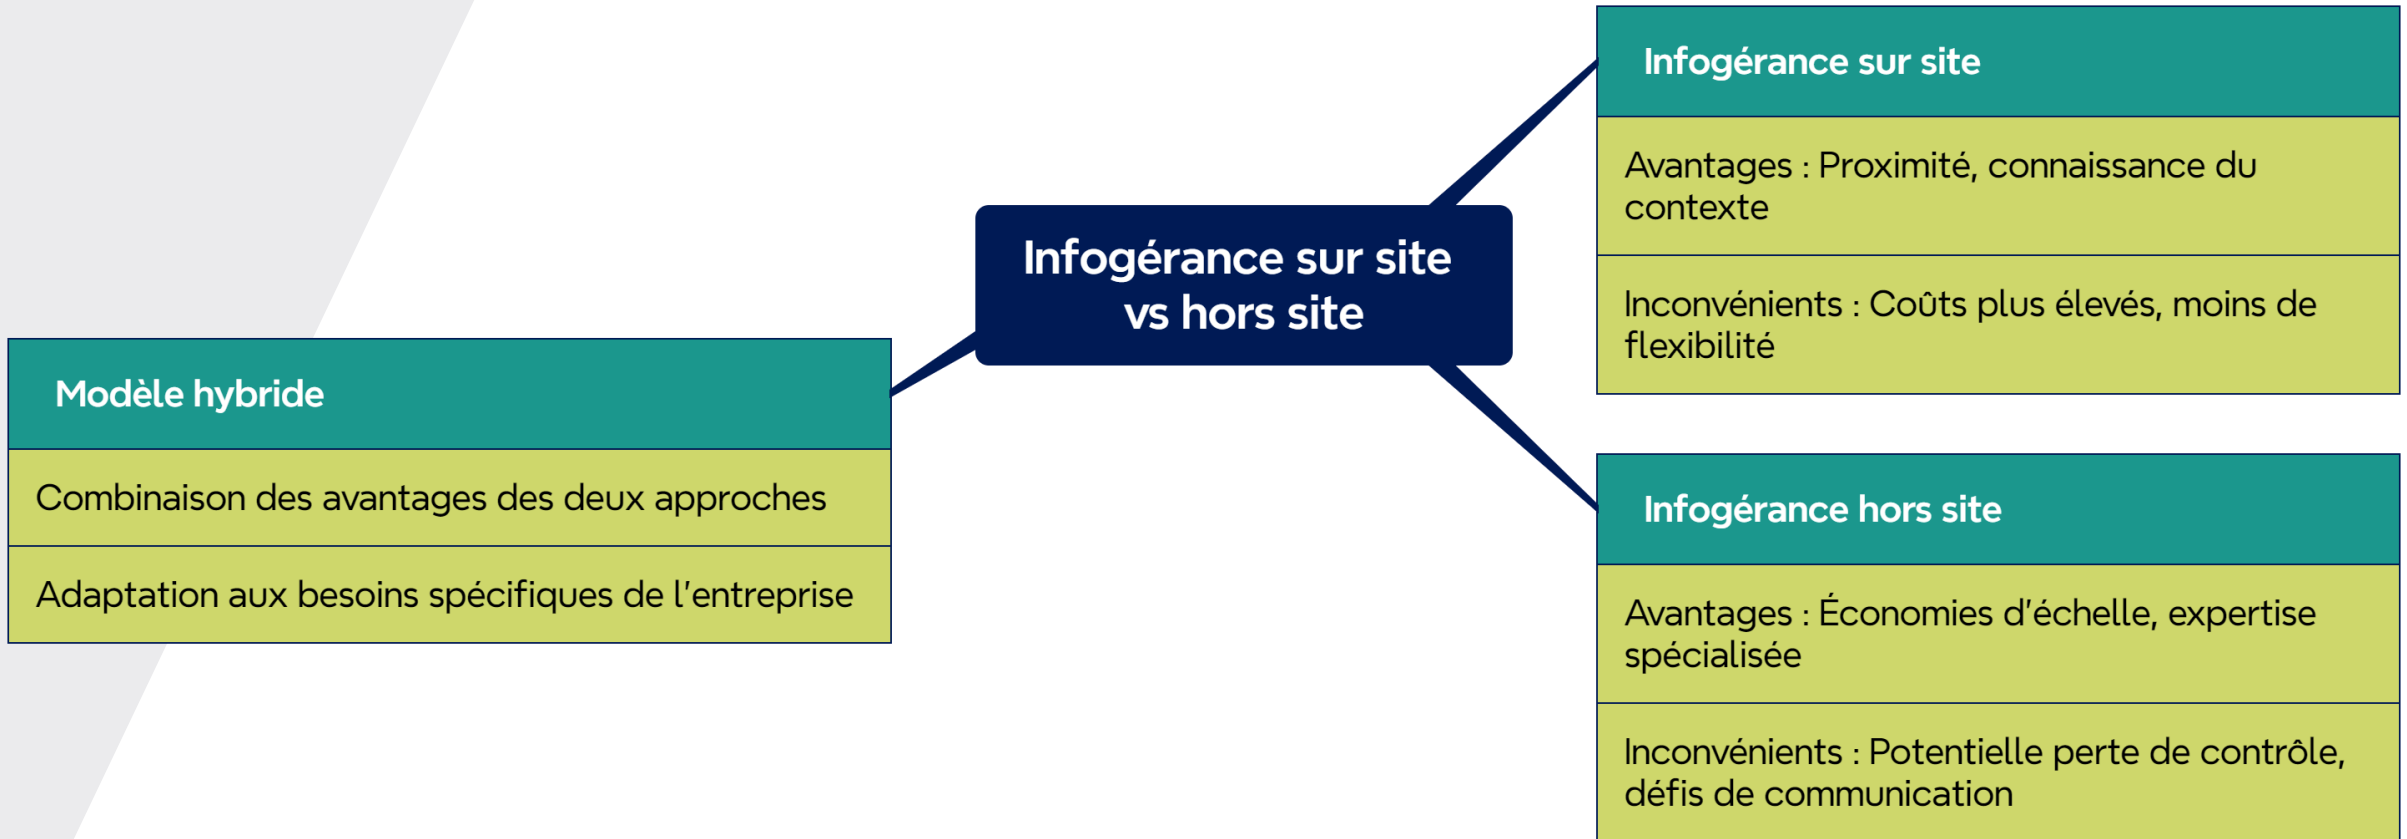 Infogérance sur site
vs hors site
Infogérance sur site
Avantages : Proximité, connaissance du
contexte
Inconvénients : Coûts plus élevés, moins de
flexibilité
Infogérance hors site
Avantages : Économies d’échelle, expertise
spécialisée
Inconvénients : Potentielle perte de contrôle,
défis de communication
Modèle hybride
Combinaison des avantages des deux approches
Adaptation aux besoins spécifiques de l’entreprise